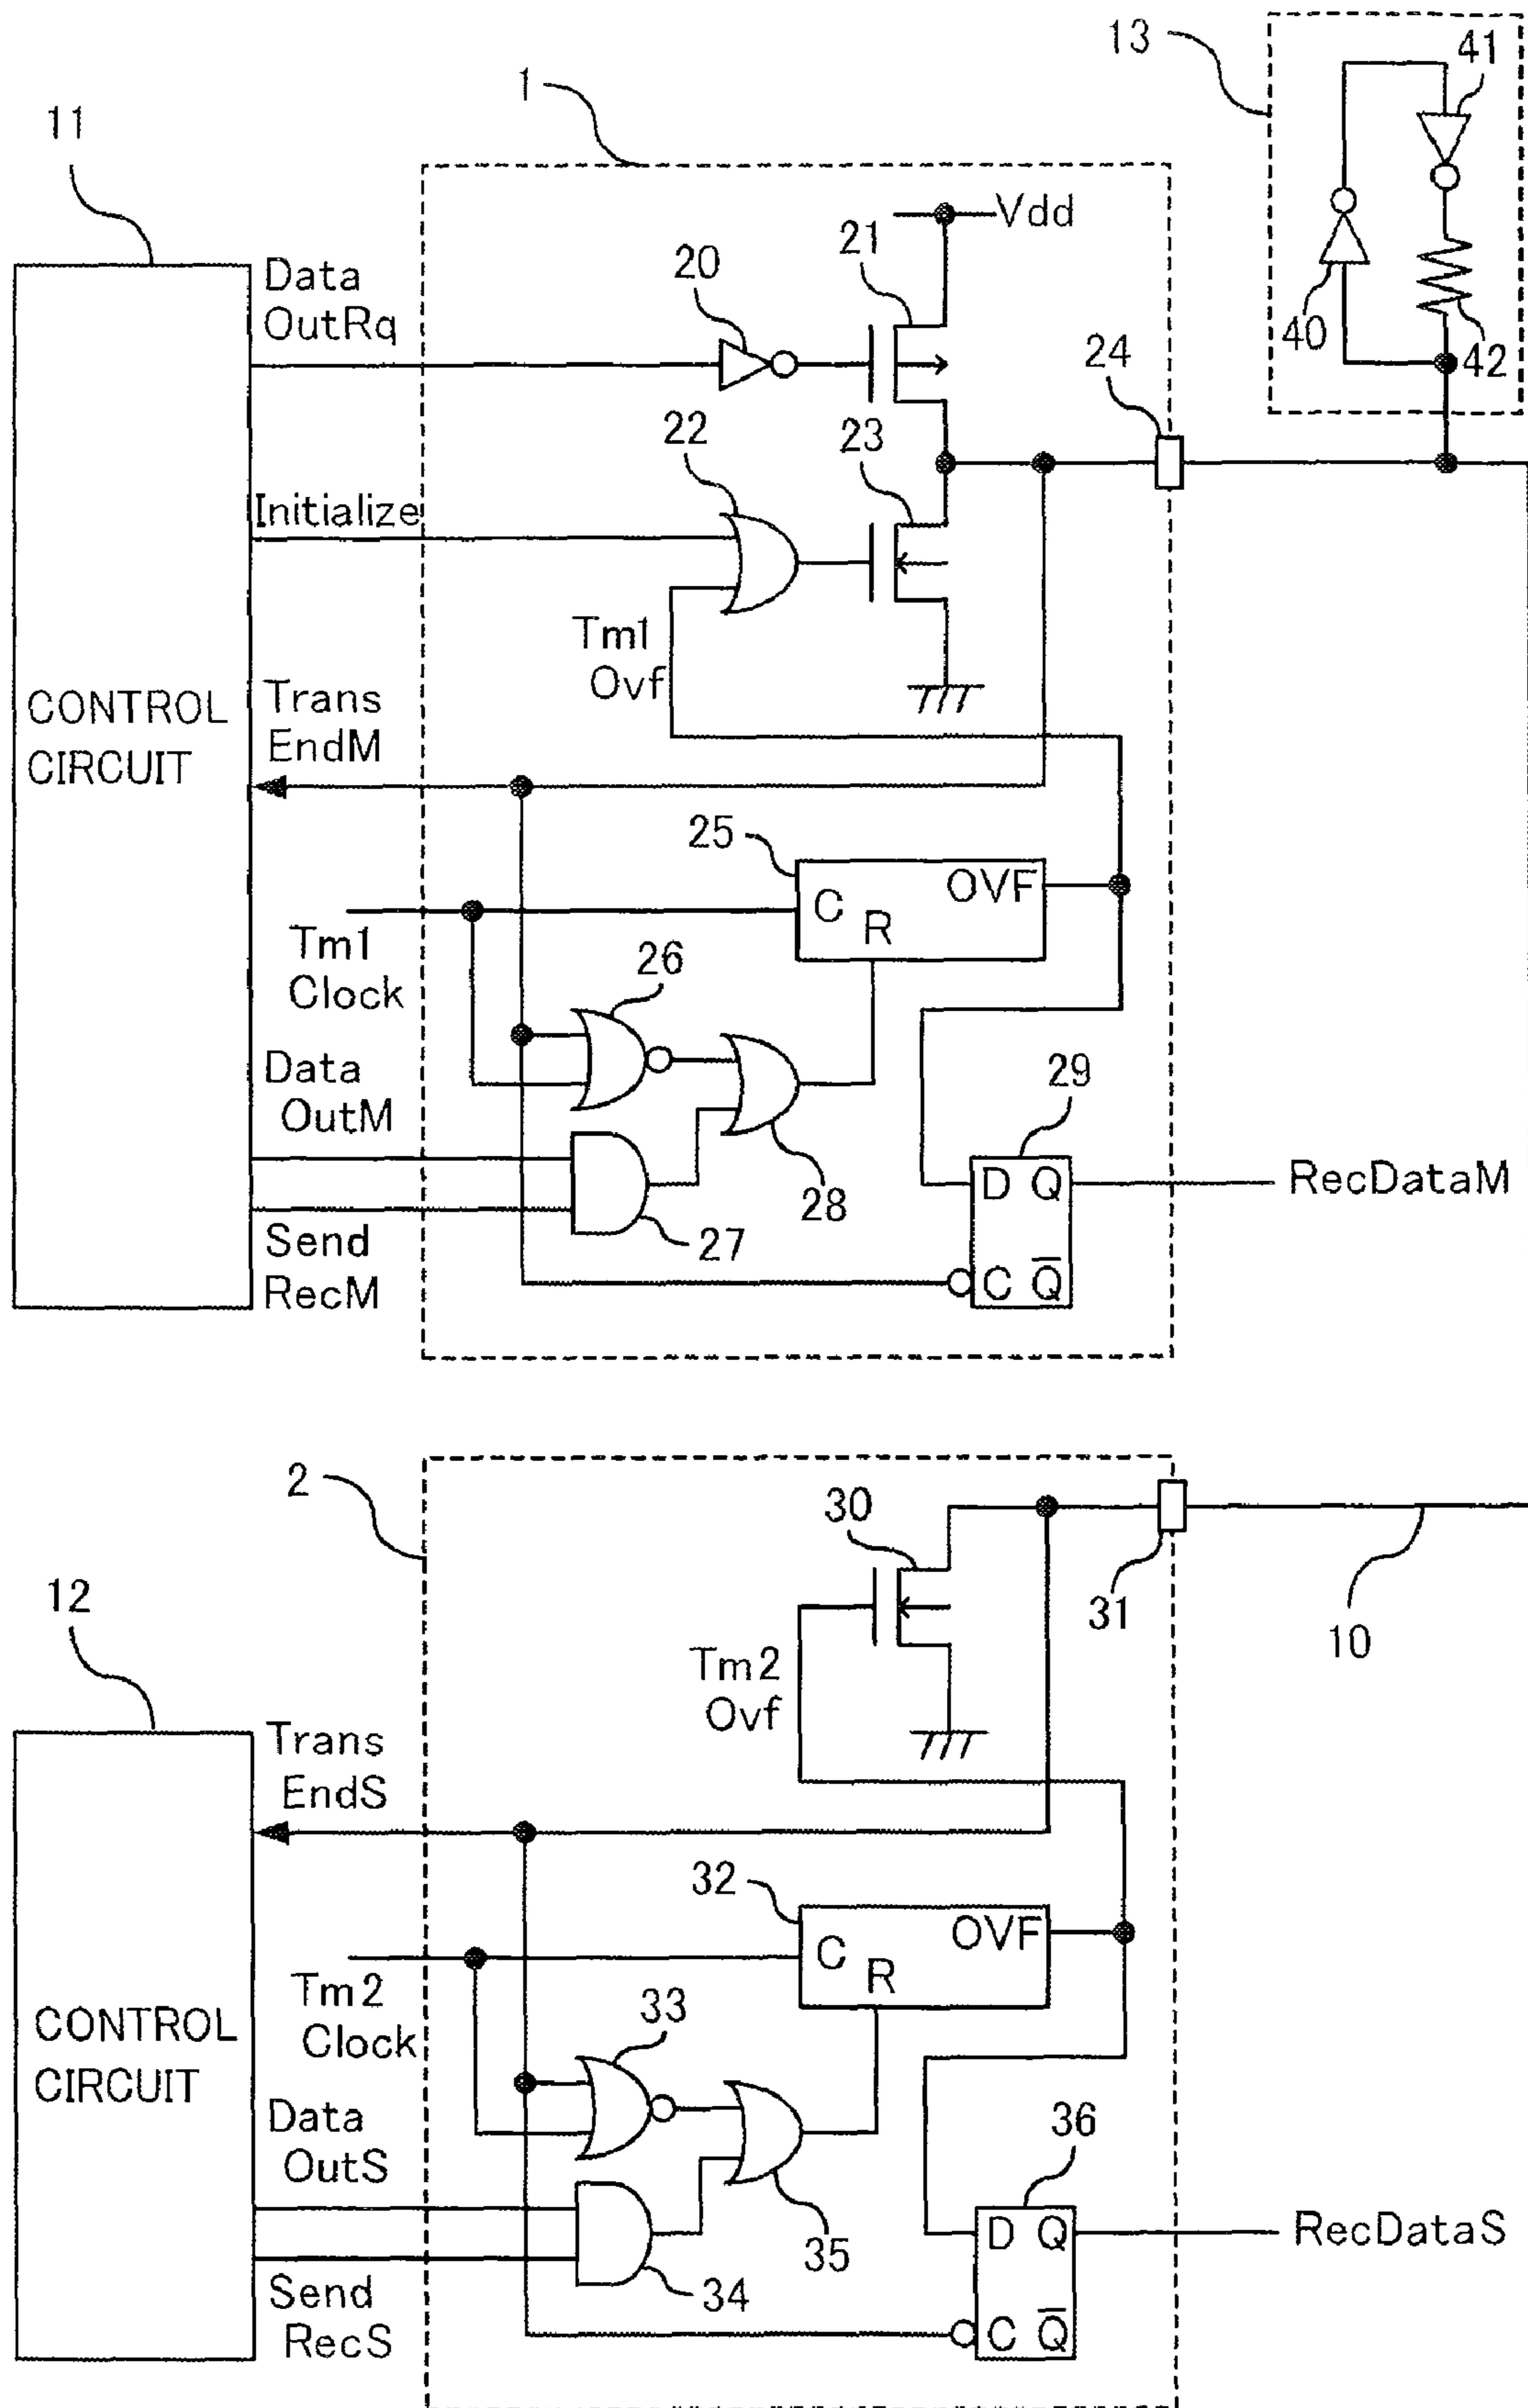 13
41
40
42
1
11
Vdd
Data
OutRq
20
21
24
22
23
Initialize
Tm1
Ovf
CONTROL
CIRCUIT
Trans
EndM
25
C
R
OVF
Tm1
Clock
26
Data
OutM
28
29
D Q
C Q̅
RecDataM
27
Send
RecM
2
30
31
10
12
Tm2
Ovf
Trans
EndS
32
C
R
OVF
CONTROL
CIRCUIT
Tm2
Clock
33
Data
OutS
35
36
D Q
C Q̅
RecDataS
34
Send
RecS